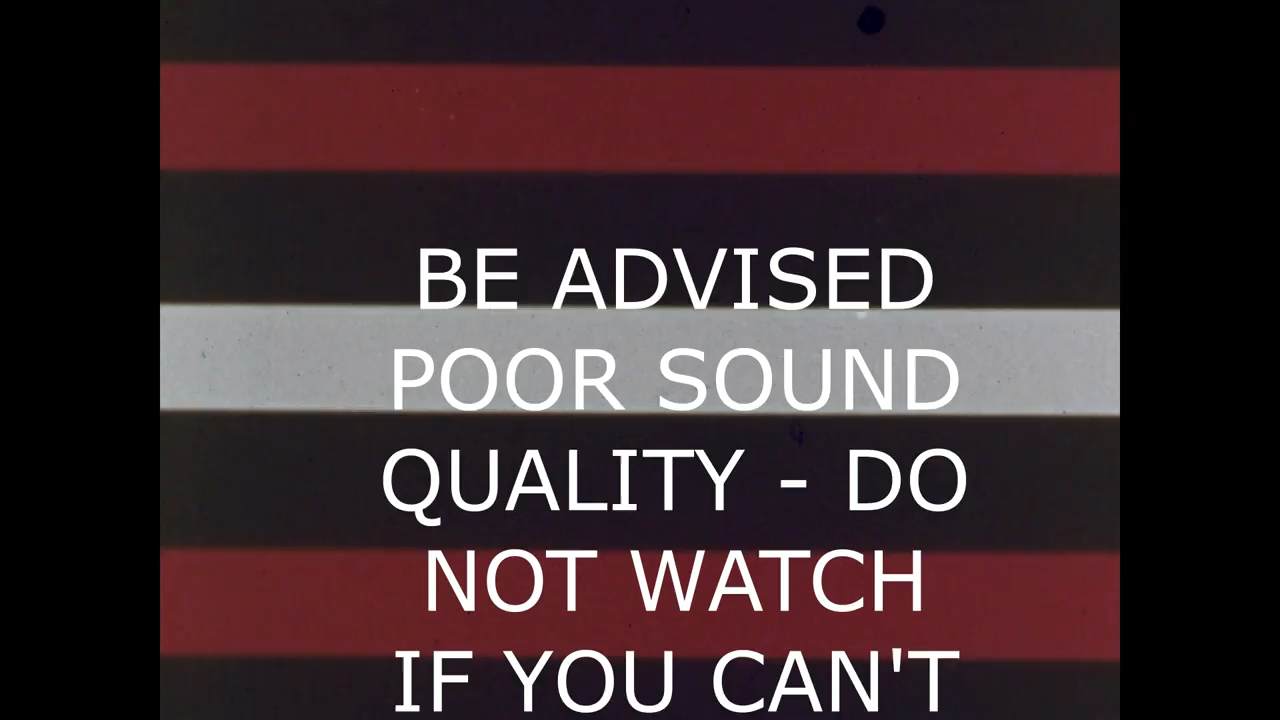 BE ADVISED
POOR SOUND
QUALITY - DO
NOT WATCH
IF YOU CAN'T